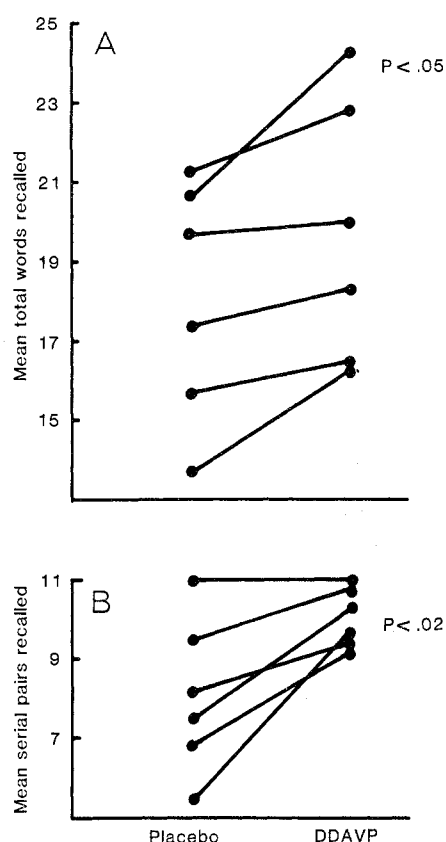 A
P < .05
25
23
21
19
17
15
Mean total words recalled
B
P < .02
11
9
7
Mean serial pairs recalled
Placebo DDAVP